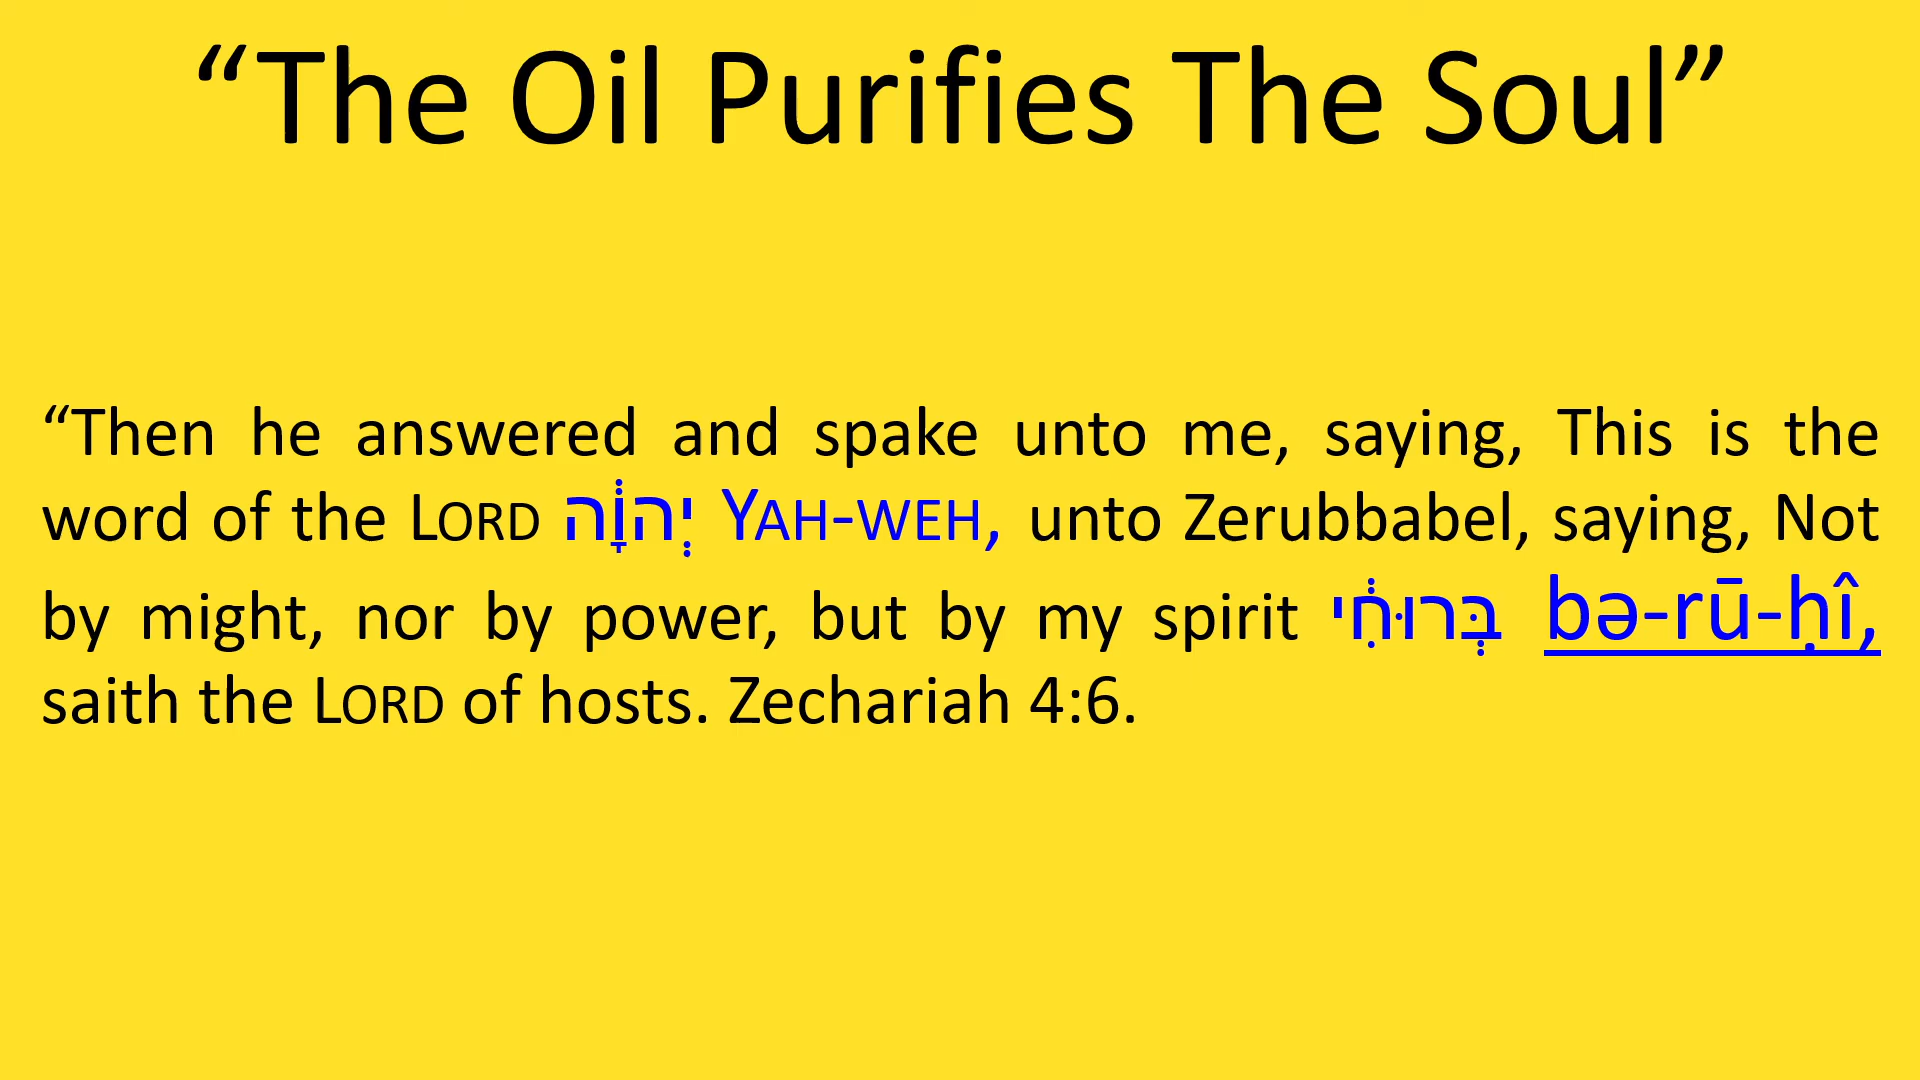 “The Oil Purifies The Soul”
“Then he answered and spake unto me, saying, This is the
word of the LORD יְהוָ֔ה YAH-WEH, unto Zerubbabel, saying, Not
by might, nor by power, but by my spirit בְּרוּחִ֔י bə-rū-ḥî,
saith the LORD of hosts. Zechariah 4:6.